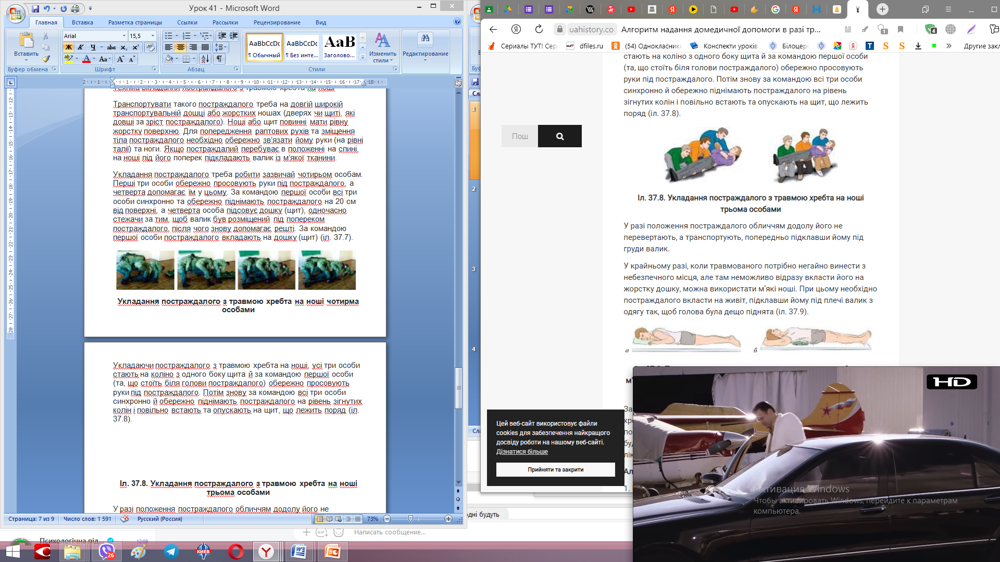 Урок 41 - Microsoft Word
Главная
Вставка
Разметка страницы
Ссылки
Рассылки
Рецензирование
Вид
Вставить
Arial
15,5
AaBbCcDc
AaBbCcDc
AaB
¶ Обычный
¶ Без инте...
Заголово...
Изменить стили
Редактирование
Буфер обмена
Шрифт
Абзац
Стили
Транспортувати такого постраждалого треба на довгій широкій
транспортувальній дошці або жорстких ношах (дверях чи щиті, які
довші за зріст постраждалого). Ноші або щит повинні мати рівну
жорстку поверхню. Для попередження раптових рухів та зміщення
тіла постраждалого необхідно обережно зв'язати йому руки (на рівні
талії) та ноги. Якщо постраждалий перебуває в положенні на спині,
на ноші під його поперек підкладають валик із м'якої тканини.
Укладання постраждалого треба робити зазвичай чотирьом особам.
Перші три особи обережно просовують руки під постраждалого, а
четверта допомагає їм у цьому. За командою першої особи всі три
особи синхронно та обережно піднімають постраждалого на 20 см
від поверхні, а четверта особа підсовує дошку (щит), одночасно
стежачи за тим, щоб валик був розміщений під попереком
постраждалого, після чого знову допомагає решті. За командою
першої особи постраждалого вкладають на дошку (щит) (іл. 37.7).
Укладання постраждалого з травмою хребта на ноші чотирма
особами
Укладаючи постраждалого з травмою хребта на ноші, усі три особи
стають на коліно з одного боку щита й за командою першої особи
(та, що стоїть біля голови постраждалого) обережно просовують
руки під постраждалого. Потім знову за командою всі три особи
синхронно й обережно піднімають постраждалого на рівень зігнутих
колін і повільно встають та опускають на щит, що лежить поряд (іл.
37.8).
Іл. 37.8. Укладання постраждалого з травмою хребта на ноші
трьома особами
У разі положення постраждалого обличчям додолу його не
Страница: 7 из 9
Число слов: 1 591
Русский (Россия)
73%
1
2
3
4
одні будуть
Написать сообщение...
Психологічна під...
12:08
26
КИЕВ
uahistory.co
Алгоритм надання домедичної допомоги в разі тр...
Сериалы ТУТ! Сер
dfiles.ru
(54) Одноклассник
Конспекти уроків
Білоцер
Другие закл
Пош
стають на коліно з одного боку щита й за командою першої особи
(та, що стоїть біля голови постраждалого) обережно просовують
руки під постраждалого. Потім знову за командою всі три особи
синхронно й обережно піднімають постраждалого на рівень
зігнутих колін і повільно встають та опускають на щит, що лежить
поряд (іл. 37.8).
Іл. 37.8. Укладання постраждалого з травмою хребта на ноші
трьома особами
У разі положення постраждалого обличчям додолу його не
перевертають, а транспортують, попередньо підклавши йому під
груди валик.
У крайньому разі, коли травмованого потрібно негайно винести з
небезпечного місця, але там неможливо відразу вкласти його на
жорстку дошку, можна використати м'які ноші. При цьому необхідно
постраждалого вкласти на живіт, підклавши йому під плечі валик з
одягу так, щоб голова була дещо піднята (іл. 37.9).
а
б
Цей веб-сайт використовує файли
cookies для забезпечення найкращого
досвіду роботи на нашому веб-сайті.
Дізнатися більше
Прийняти та закрити
HD
Активация Windows
Чтобы активировать Windows, перейдите к параметрам
компьютера.